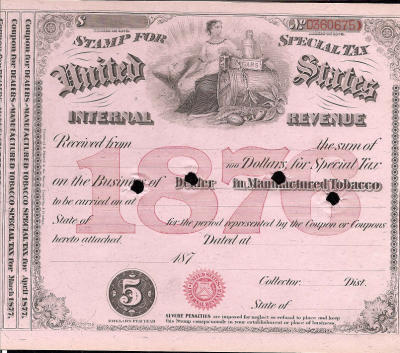 $
No. 03606751
STAMP FOR
SPECIAL TAX
CIGARS
United States
INTERNAL REVENUE
Received from the sum of
100 Dollars, for Special Tax
on the Business of Dealer in Manufactured Tobacco
to be carried on at
State of for the period represented by the Coupon or Coupons
hereto attached. Dated at
187
1876
Collector. Dist.
State of
5
DOLLARS PER YEAR
SEVERE PENALTIES are imposed for neglect or refusal to place and keep
this Stamp conspicuously in your establishment or place of business.
Coupon for DEALERS-MANUFACTURED TOBACCO SPECIAL TAX for March 1877.
Coupon for DEALERS-MANUFACTURED TOBACCO SPECIAL TAX for April 1877.